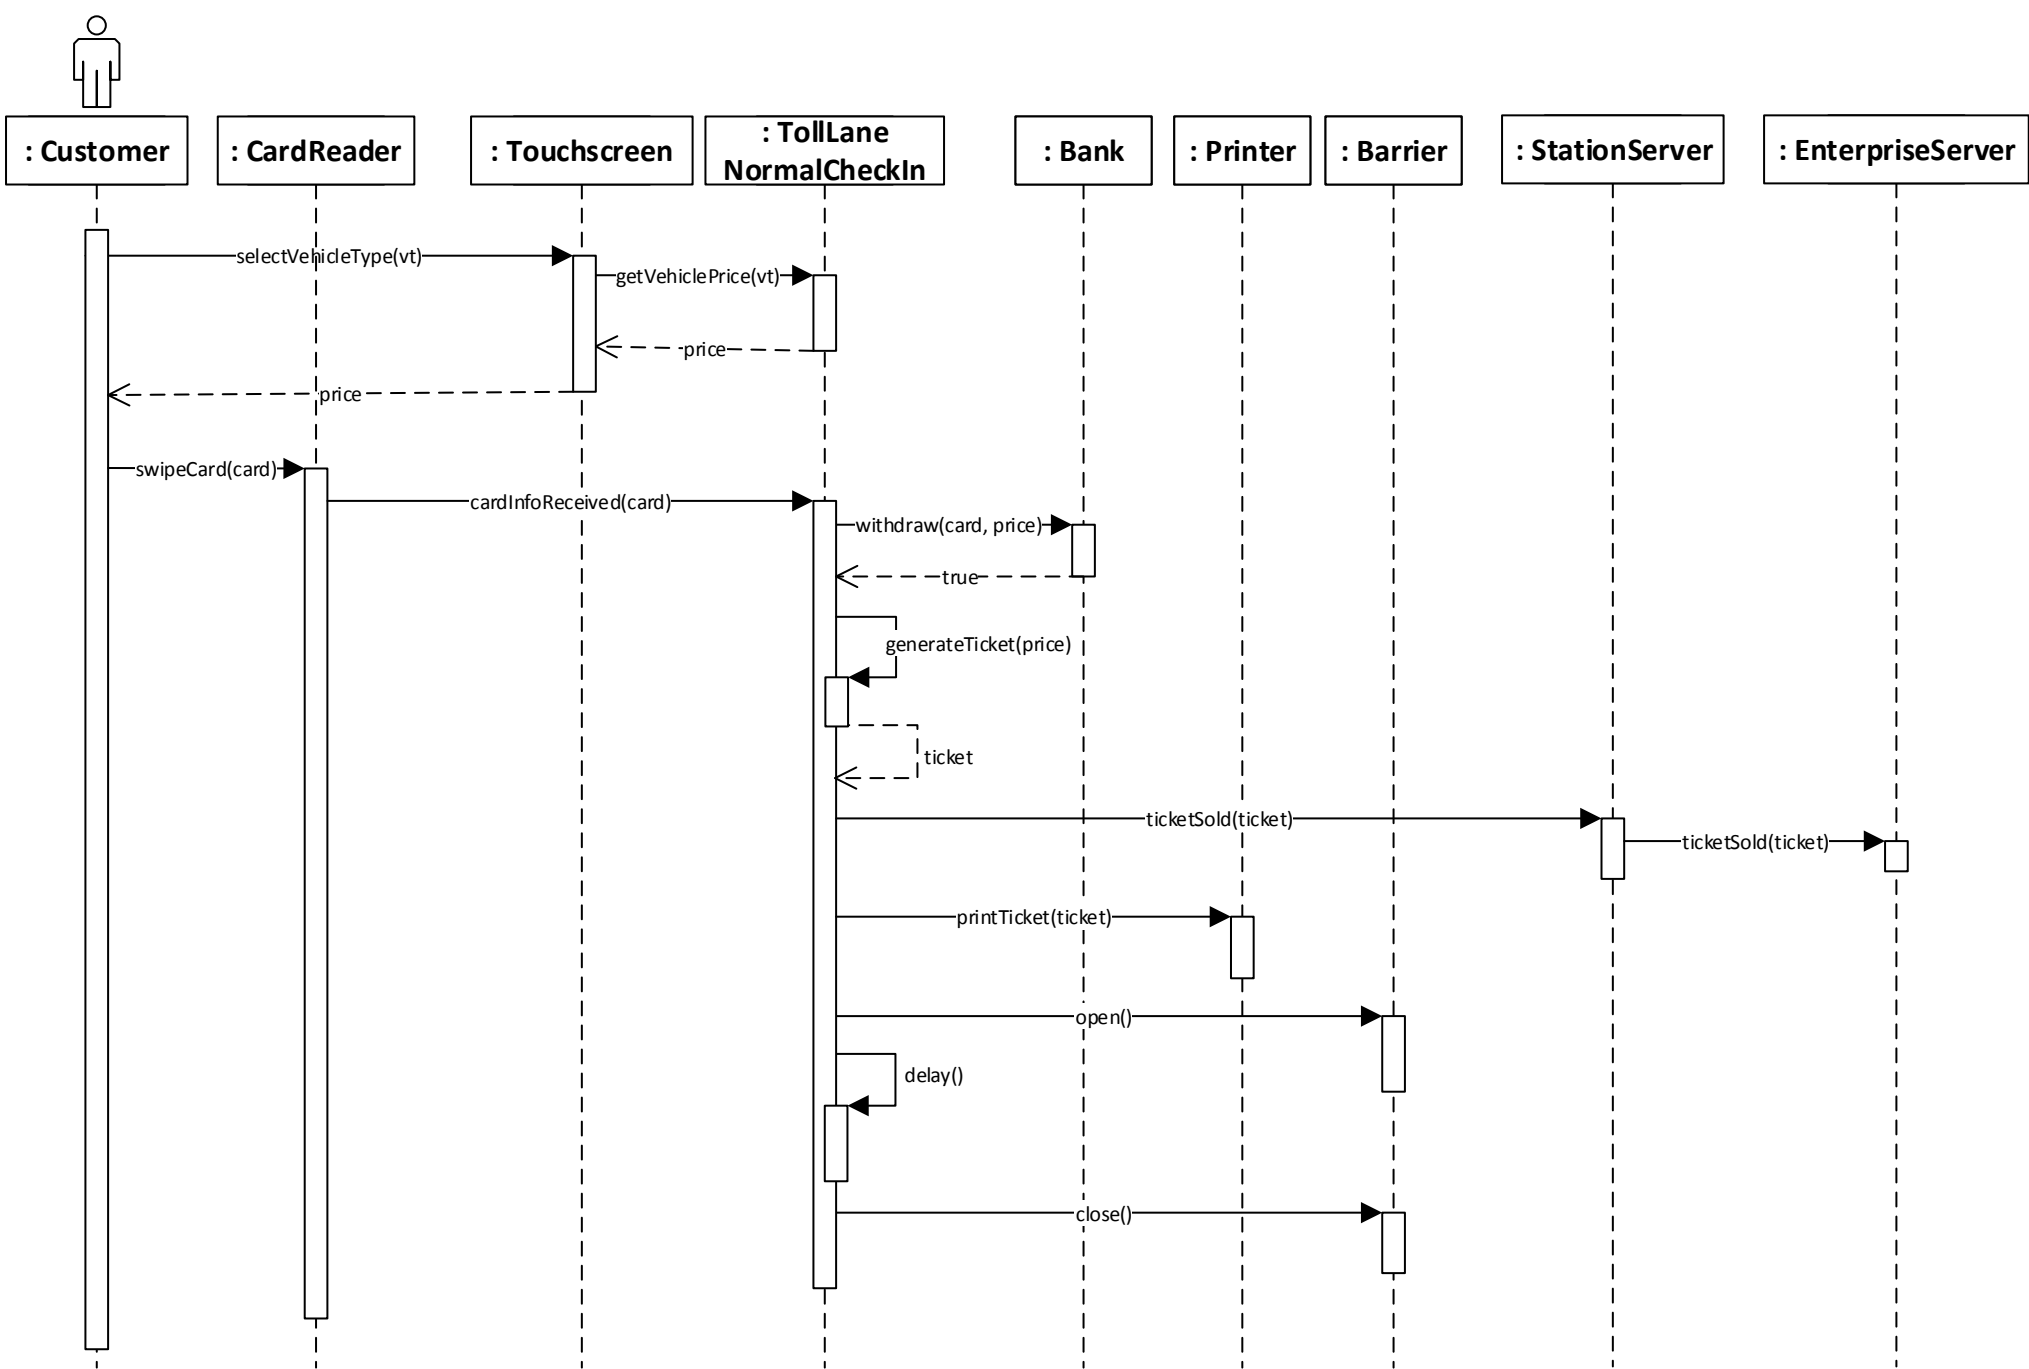 : Customer
: CardReader
: Touchscreen
: TollLane
NormalCheckIn
: Bank
: Printer
: Barrier
: StationServer
: EnterpriseServer
selectVehicleType(vt)
getVehiclePrice(vt)
price
price
swipeCard(card)
cardInfoReceived(card)
withdraw(card, price)
true
generateTicket(price)
ticket
ticketSold(ticket)
ticketSold(ticket)
printTicket(ticket)
open()
delay()
close()